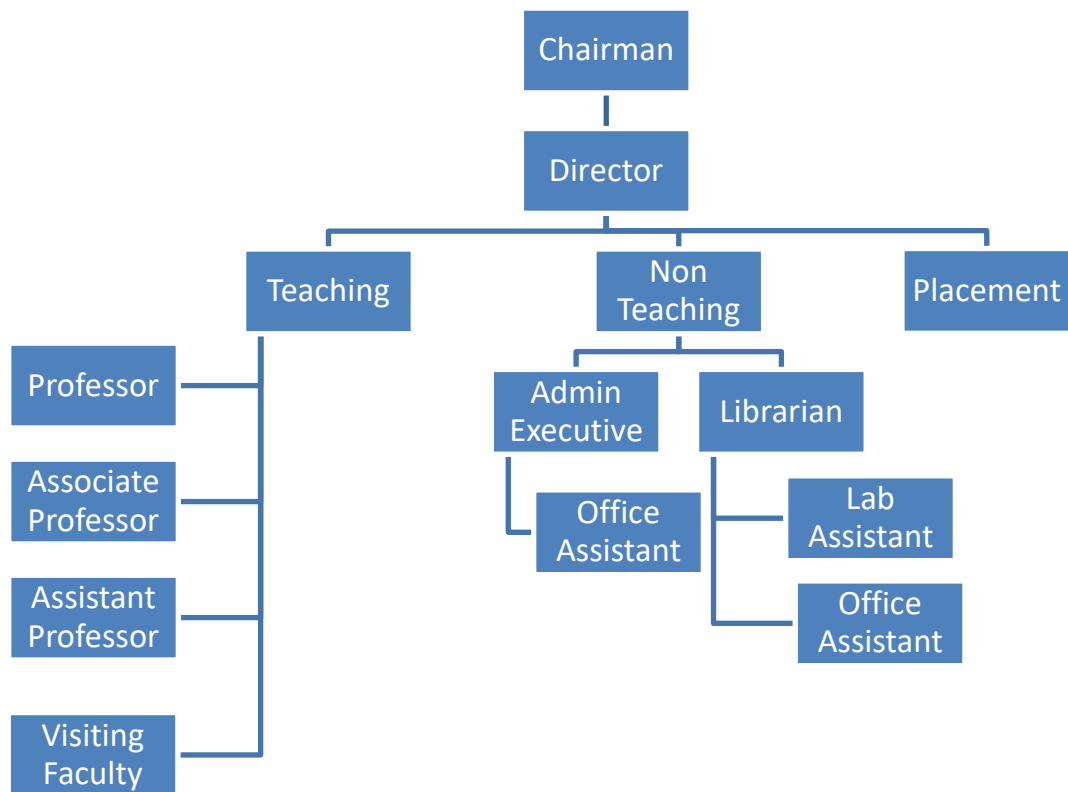 Chairman
Director
Teaching
Non
Teaching
Placement
Professor
Associate
Professor
Assistant
Professor
Visiting
Faculty
Admin
Executive
Office
Assistant
Librarian
Lab
Assistant
Office
Assistant